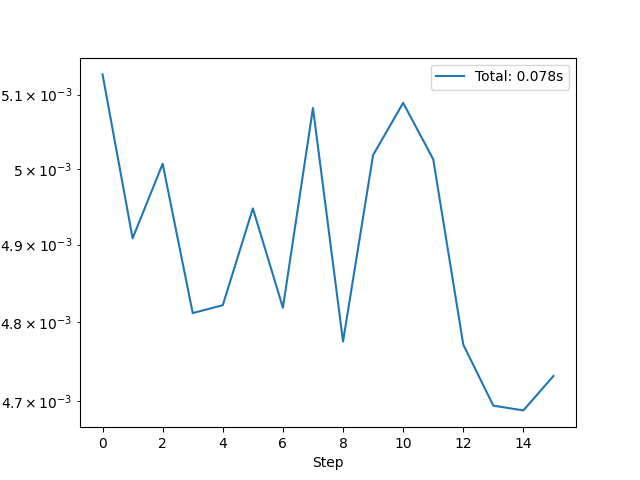 Total: 0.078s
5.1 × 10⁻³
5 × 10⁻³
4.9 × 10⁻³
4.8 × 10⁻³
4.7 × 10⁻³
0 2 4 6 8 10 12 14
Step